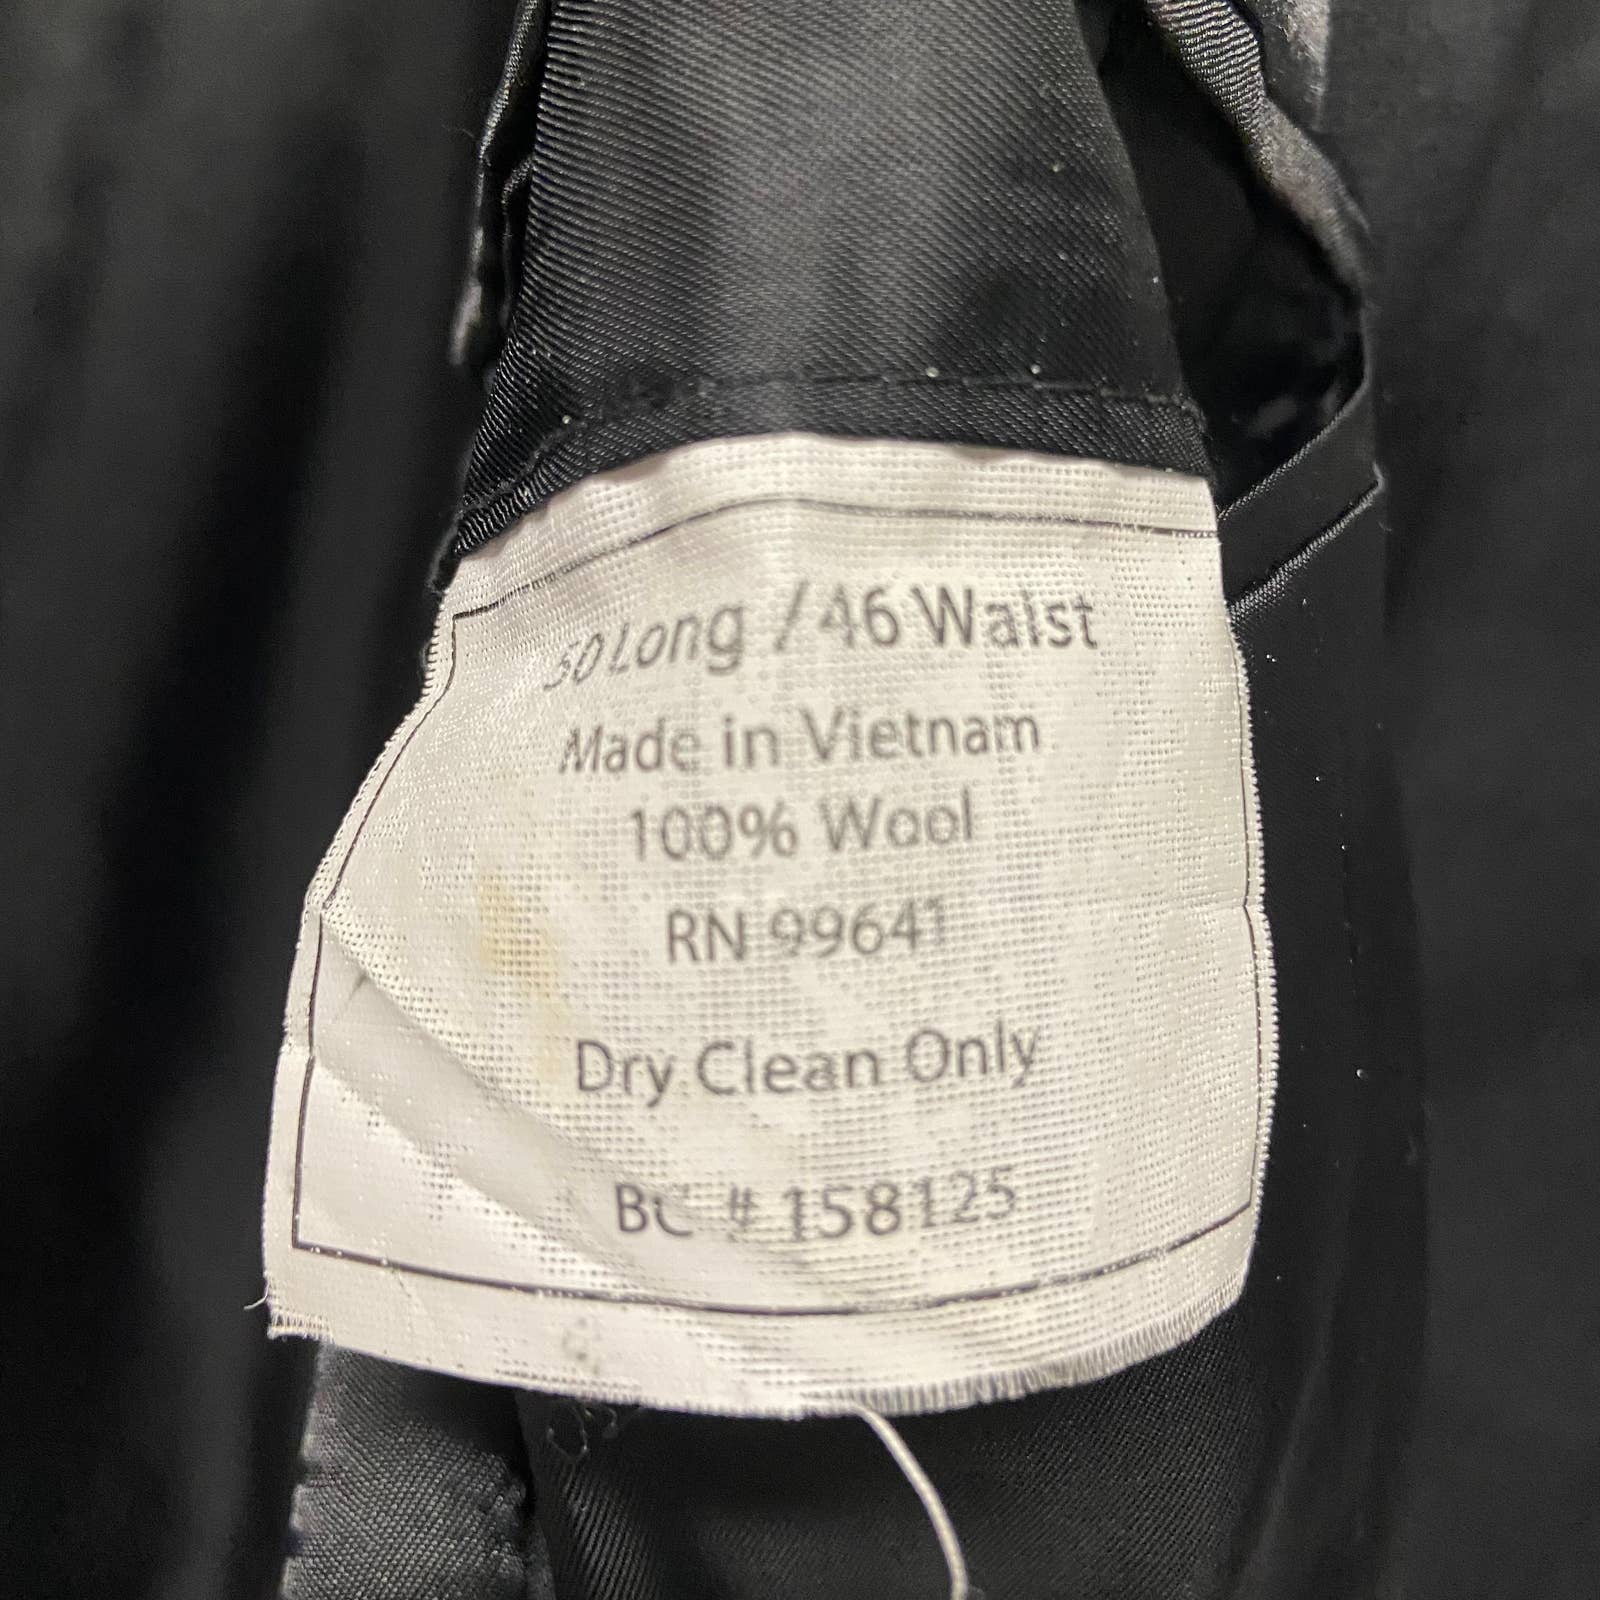 50 Long / 46 Waist
Made in Vietnam
100% Wool
RN 99641
Dry Clean Only
BC # 158125